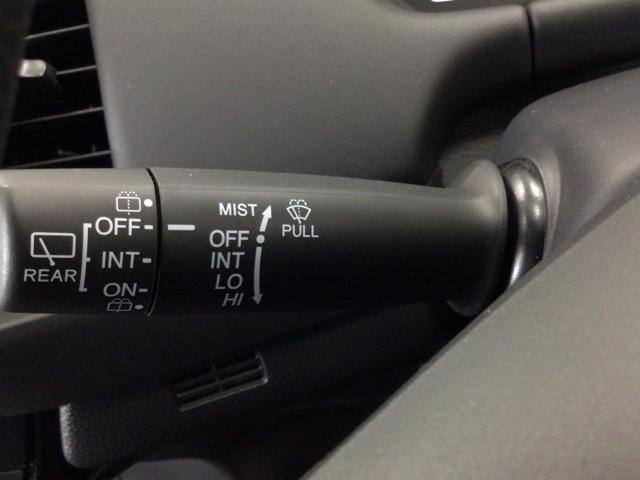 REAR
OFF
INT
ON
MIST
OFF
INT
LO
HI
PULL